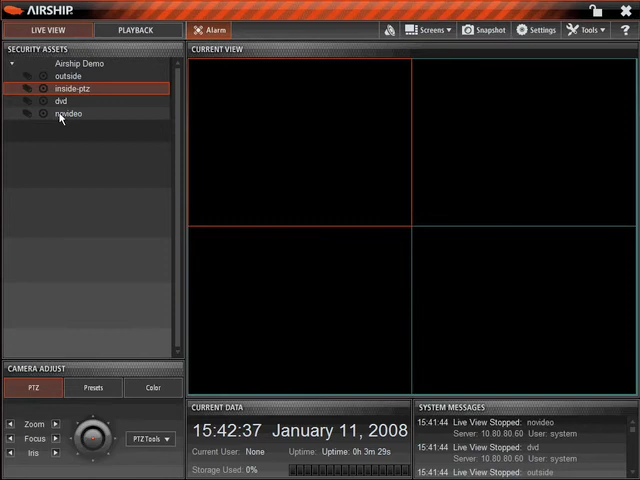 AIRSHIP
LIVE VIEW
PLAYBACK
Alarm
Screens
Snapshot
Settings
Tools
?
SECURITY ASSETS
Airship Demo
outside
inside-ptz
dvd
novideo
CURRENT VIEW
CAMERA ADJUST
PTZ
Presets
Color
Zoom
Focus
Iris
PTZ Tools
CURRENT DATA
15:42:37 January 11, 2008
Current User: None Uptime: 0h 3m 29s
Storage Used: 0%
SYSTEM MESSAGES
15:41:44 Live View Stopped: novideo
Server: 10.80.80.60 User: system
15:41:44 Live View Stopped: dvd
Server: 10.80.80.60 User: system
15:41:44 Live View Stopped: outside